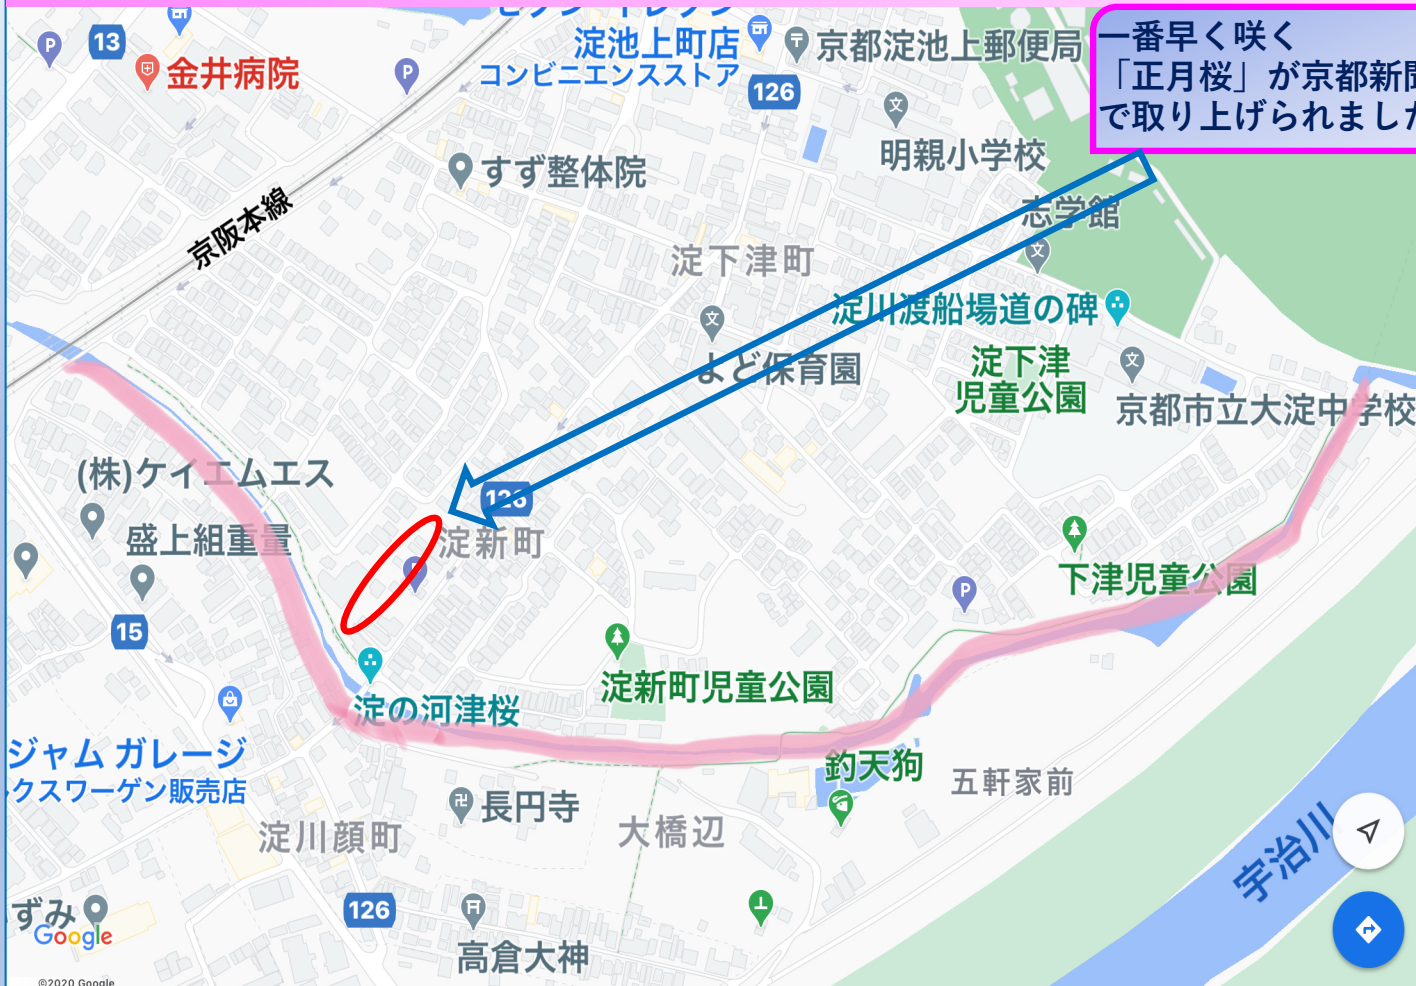 淀池上町店
コンビニエンスストア
京都淀池上郵便局
一番早く咲く
「正月桜」が京都新聞
で取り上げられました
13
金井病院
P
P
126
明親小学校
すず整体院
志学館
京阪本線
淀下津町
淀川渡船場道の碑
よど保育園
淀下津
児童公園
京都市立大淀中学校
(株)ケイエムエス
126
盛上組重量
淀新町
下津児童公園
P
15
淀新町児童公園
淀の河津桜
ジャム ガレージ
クスワーゲン販売店
釣天狗
五軒家前
長円寺
大橋辺
淀川顔町
宇治川
126
ずみ
Google
高倉大神
©2020 Google